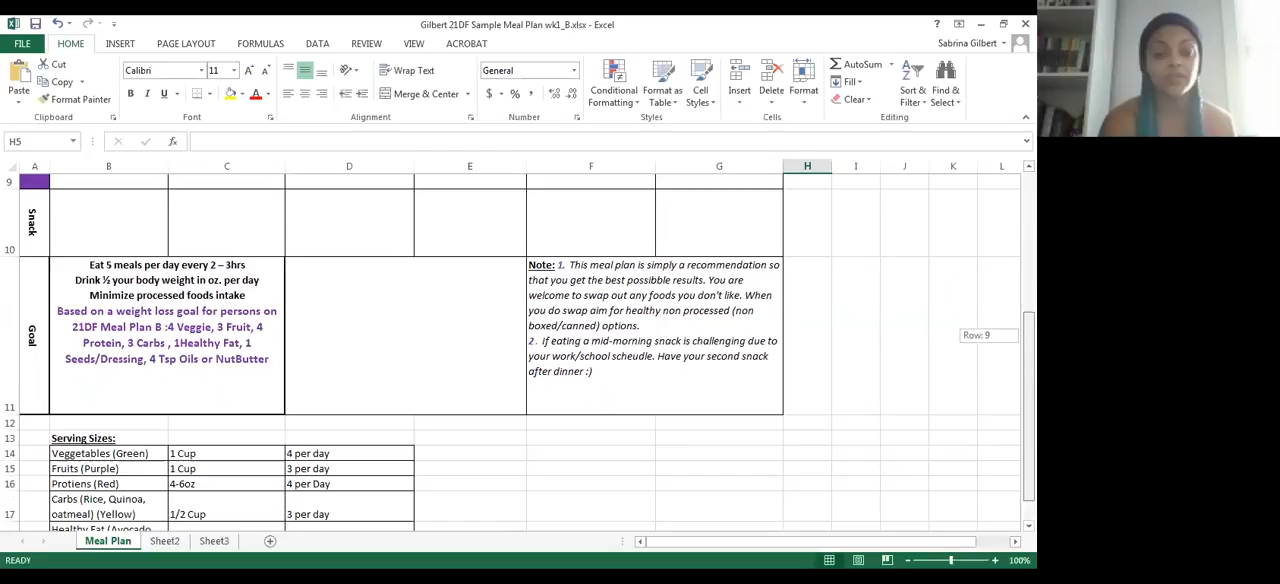 Gilbert 21DF Sample Meal Plan wk1_B.xlsx - Excel
FILE HOME INSERT PAGE LAYOUT FORMULAS DATA REVIEW VIEW ACROBAT Sabrina Gilbert
Paste
Cut
Copy
Format Painter
Clipboard
Calibri 11
B I U
Font
Wrap Text
Merge & Center
Alignment
General
$ % ,
Number
Conditional Formatting
Format as Table
Cell Styles
Styles
Insert Delete Format
Cells
AutoSum
Fill
Clear
Sort & Filter
Find & Select
Editing
H5
fx
A B C D E F G H I J K L
9
Snack
10
Goal
Eat 5 meals per day every 2 – 3hrs
Drink ½ your body weight in oz. per day
Minimize processed foods intake
Based on a weight loss goal for persons on
21DF Meal Plan B :4 Veggie, 3 Fruit, 4
Protein, 3 Carbs , 1Healthy Fat, 1
Seeds/Dressing, 4 Tsp Oils or NutButter
Note: 1. This meal plan is simply a recommendation so
that you get the best possibble results. You are
welcome to swap out any foods you don't like. When
you do swap aim for healthy non processed (non
boxed/canned) options.
2. If eating a mid-morning snack is challenging due to
your work/school scheudle. Have your second snack
after dinner :)
Row: 9
11
12
13 Serving Sizes:
14 Veggetables (Green) 1 Cup 4 per day
15 Fruits (Purple) 1 Cup 3 per day
16 Protiens (Red) 4-6oz 4 per Day
Carbs (Rice, Quinoa,
17 oatmeal) (Yellow) 1/2 Cup 3 per day
Healthy Fat (Avocado
Meal Plan Sheet2 Sheet3
READY 100%